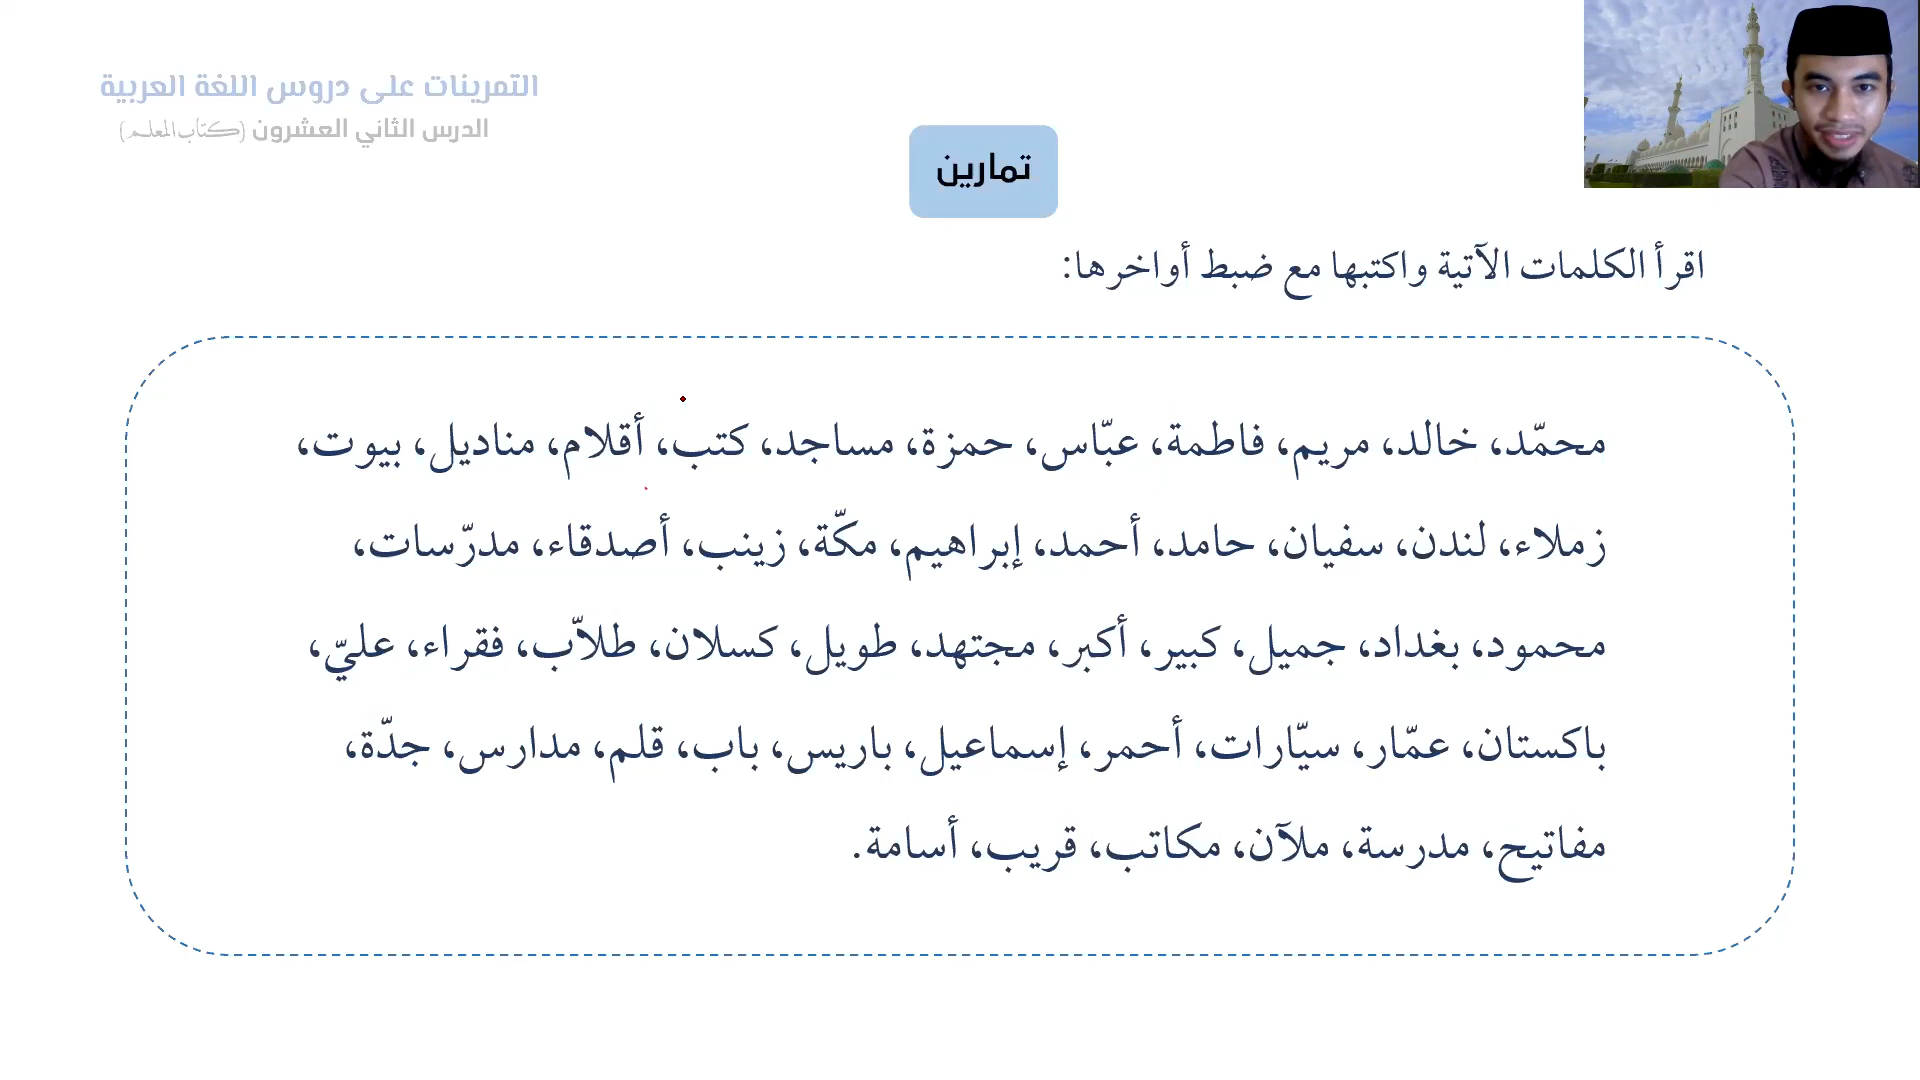 التمرينات على دروس اللغة العربية
الدرس الثاني العشرون (كتاب المعلم)
تمارين
اقرأ الكلمات الآتية واكتبها مع ضبط أواخرها:
محمّد، خالد، مريم، فاطمة، عبّاس، حمزة، مساجد، كتب، أقلام، مناديل، بيوت،
زملاء، لندن، سفيان، حامد، أحمد، إبراهيم، مكّة، زينب، أصدقاء، مدرّسات،
محمود، بغداد، جميل، كبير، أكبر، مجتهد، طويل، كسلان، طلاّب، فقراء، عليّ،
باكستان، عمّار، سيّارات، أحمر، إسماعيل، باريس، باب، قلم، مدارس، جدّة،
مفاتيح، مدرسة، ملآن، مكاتب، قريب، أسامة.